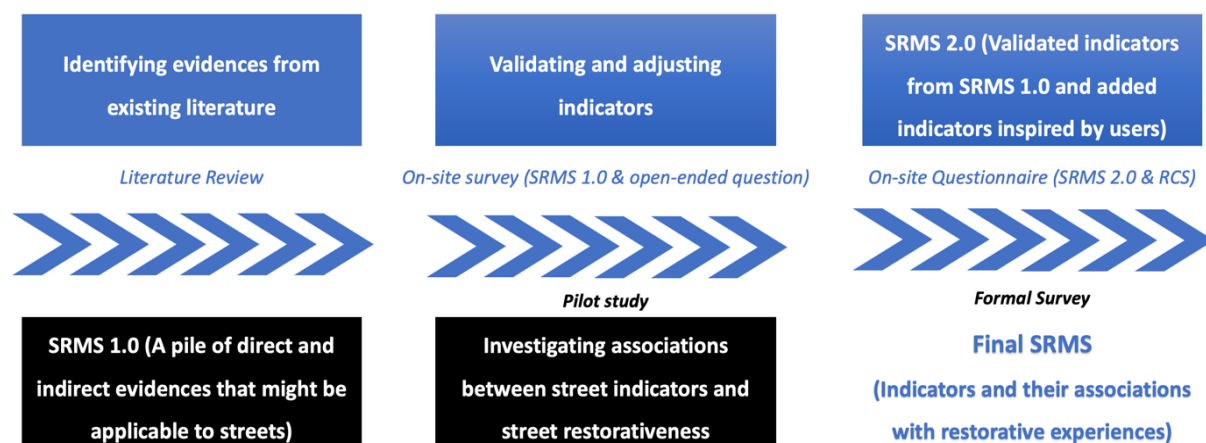 Identifying evidences from
existing literature
Validating and adjusting
indicators
SRMS 2.0 (Validated indicators
from SRMS 1.0 and added
indicators inspired by users)
Literature Review
On-site survey (SRMS 1.0 & open-ended question)
On-site Questionnaire (SRMS 2.0 & RCS)
Pilot study
Formal Survey
SRMS 1.0 (A pile of direct and
indirect evidences that might be
applicable to streets)
Investigating associations
between street indicators and
street restorativeness
Final SRMS
(Indicators and their associations
with restorative experiences)